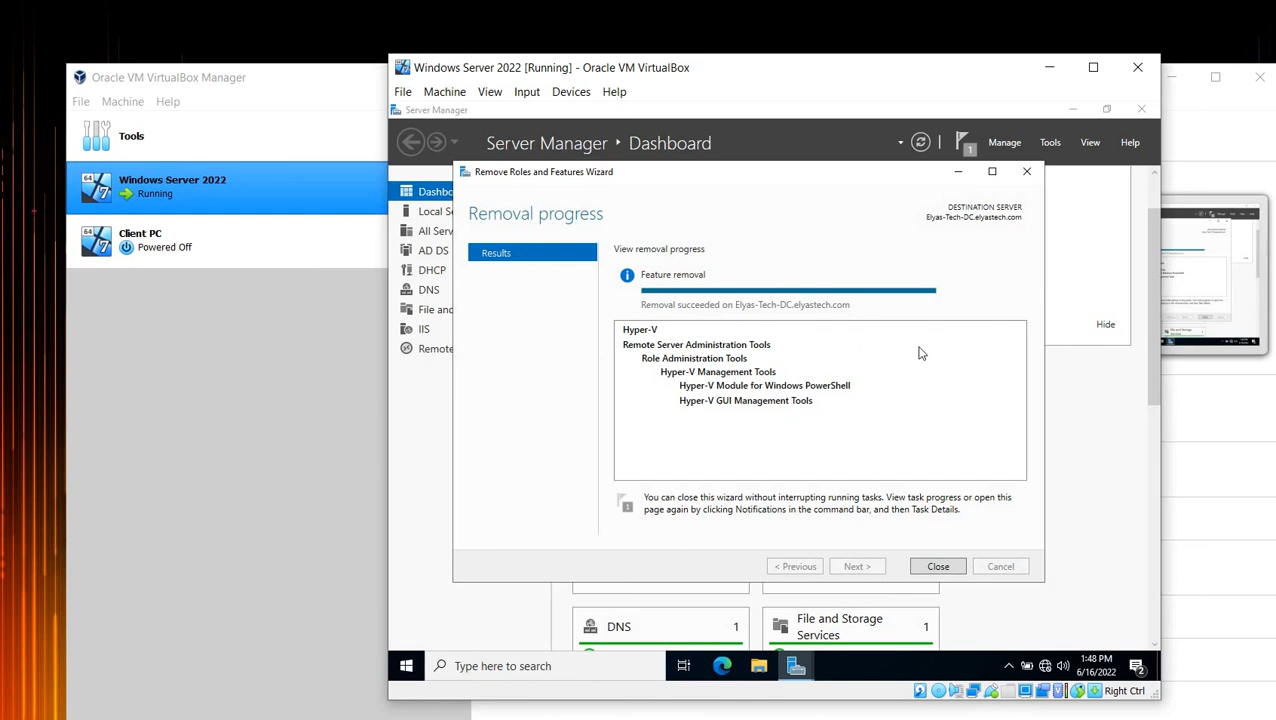 Oracle VM VirtualBox Manager
File Machine Help
Tools
64
Windows Server 2022
Running
64
Client PC
Powered Off
Windows Server 2022 [Running] - Oracle VM VirtualBox
File Machine View Input Devices Help
Server Manager
Server Manager Dashboard
1 Manage Tools View Help
Dashbo
Local Se
All Serv
AD DS
DHCP
DNS
File and
IIS
Remote
Hide
Remove Roles and Features Wizard
Removal progress
DESTINATION SERVER
Elyas-Tech-DC.elyastech.com
Results
View removal progress
Feature removal
Removal succeeded on Elyas-Tech-DC.elyastech.com
Hyper-V
Remote Server Administration Tools
Role Administration Tools
Hyper-V Management Tools
Hyper-V Module for Windows PowerShell
Hyper-V GUI Management Tools
1
You can close this wizard without interrupting running tasks. View task progress or open this
page again by clicking Notifications in the command bar, and then Task Details.
< Previous Next > Close Cancel
DNS 1
File and Storage
Services 1
Type here to search
1:48 PM
6/16/2022
2
Right Ctrl